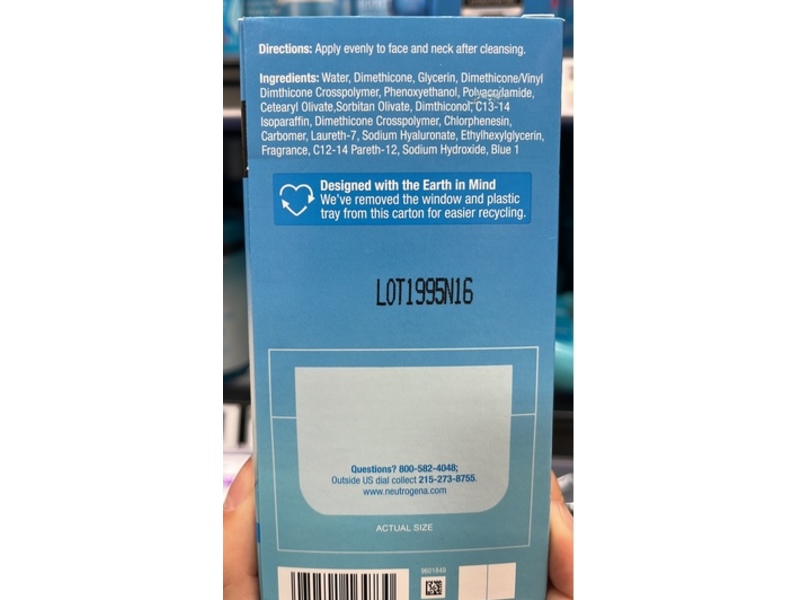 Directions: Apply evenly to face and neck after cleansing.
Ingredients: Water, Dimethicone, Glycerin, Dimethicone/Vinyl
Dimthicone Crosspolymer, Phenoxyethanol, Polyacrylamide,
Cetearyl Olivate,Sorbitan Olivate, Dimthiconol, C13-14
Isoparaffin, Dimethicone Crosspolymer, Chlorphenesin,
Carbomer, Laureth-7, Sodium Hyaluronate, Ethylhexylglycerin,
Fragrance, C12-14 Pareth-12, Sodium Hydroxide, Blue 1
Designed with the Earth in Mind
We've removed the window and plastic
tray from this carton for easier recycling.
LOT1995N16
Questions? 800-582-4048;
Outside US dial collect 215-273-8755.
www.neutrogena.com
ACTUAL SIZE
9601849